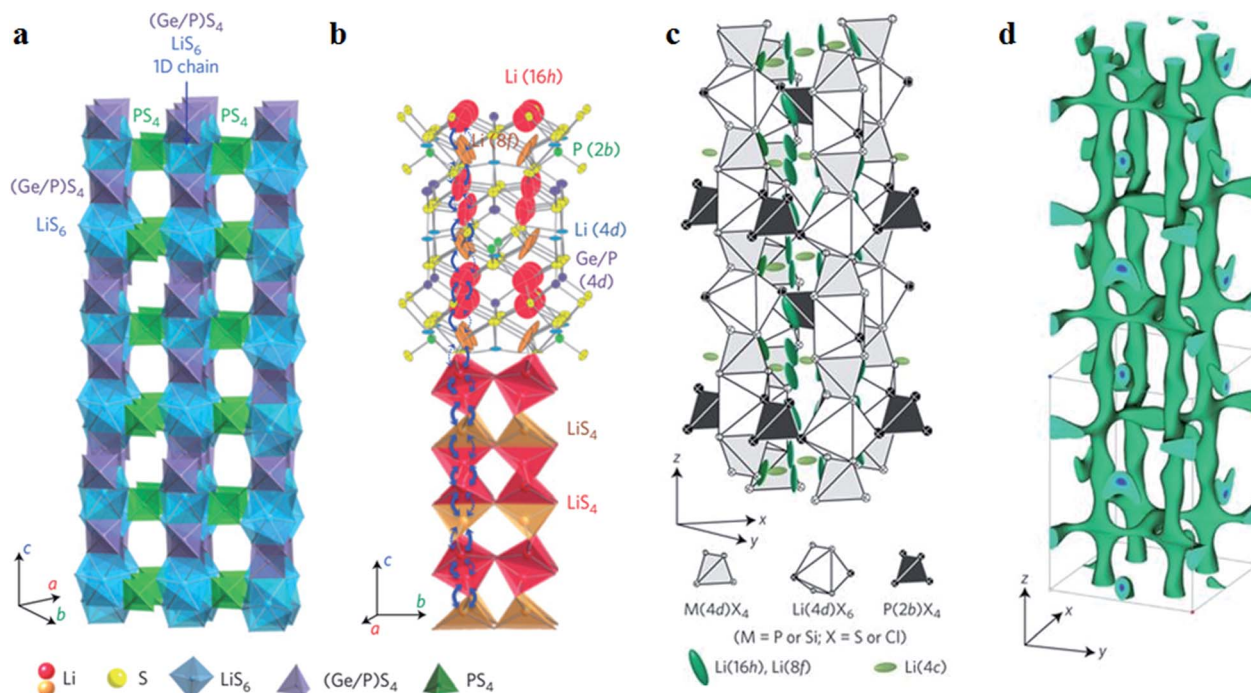 a
(Ge/P)S4
LiS6
1D chain
PS4 PS4
(Ge/P)S4
LiS6
c
a
b
Li S LiS6 (Ge/P)S4 PS4
b
Li (16h)
Li (8f)
P (2b)
Li (4d)
Ge/P
(4d)
LiS4
LiS4
c
b
a
c
z
x
y
M(4d)X4 Li(4d)X6 P(2b)X4
(M = P or Si; X = S or Cl)
Li(16h), Li(8f) Li(4c)
d
z
x
y